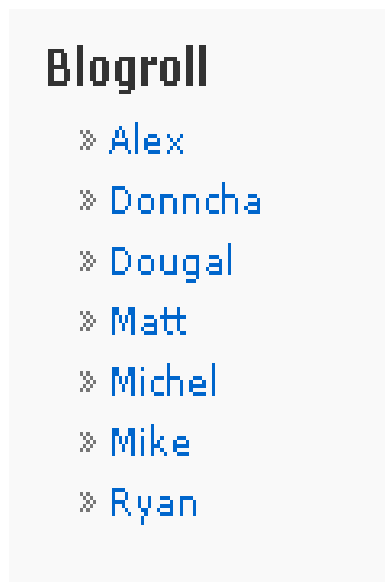 Blogroll
» Alex
» Donncha
» Dougal
» Matt
» Michel
» Mike
» Ryan